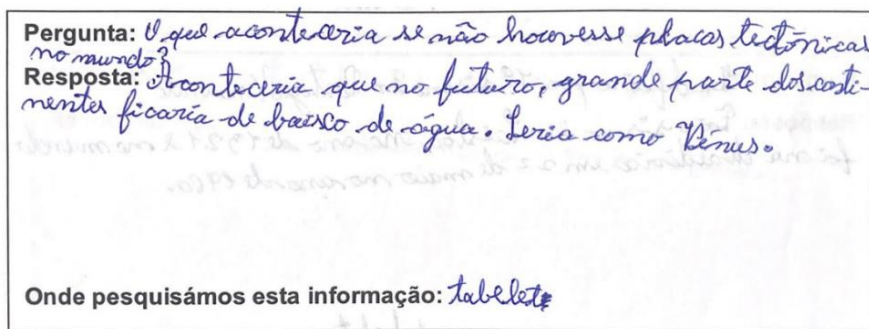 Pergunta: O que aconteceria se não houvesse placas tectónicas
no mundo?
Resposta: Aconteceria que no futuro, grande parte dos conti-
nentes ficaria de baixo de água. Seria como Vénus.
Onde pesquisámos esta informação: tabelete